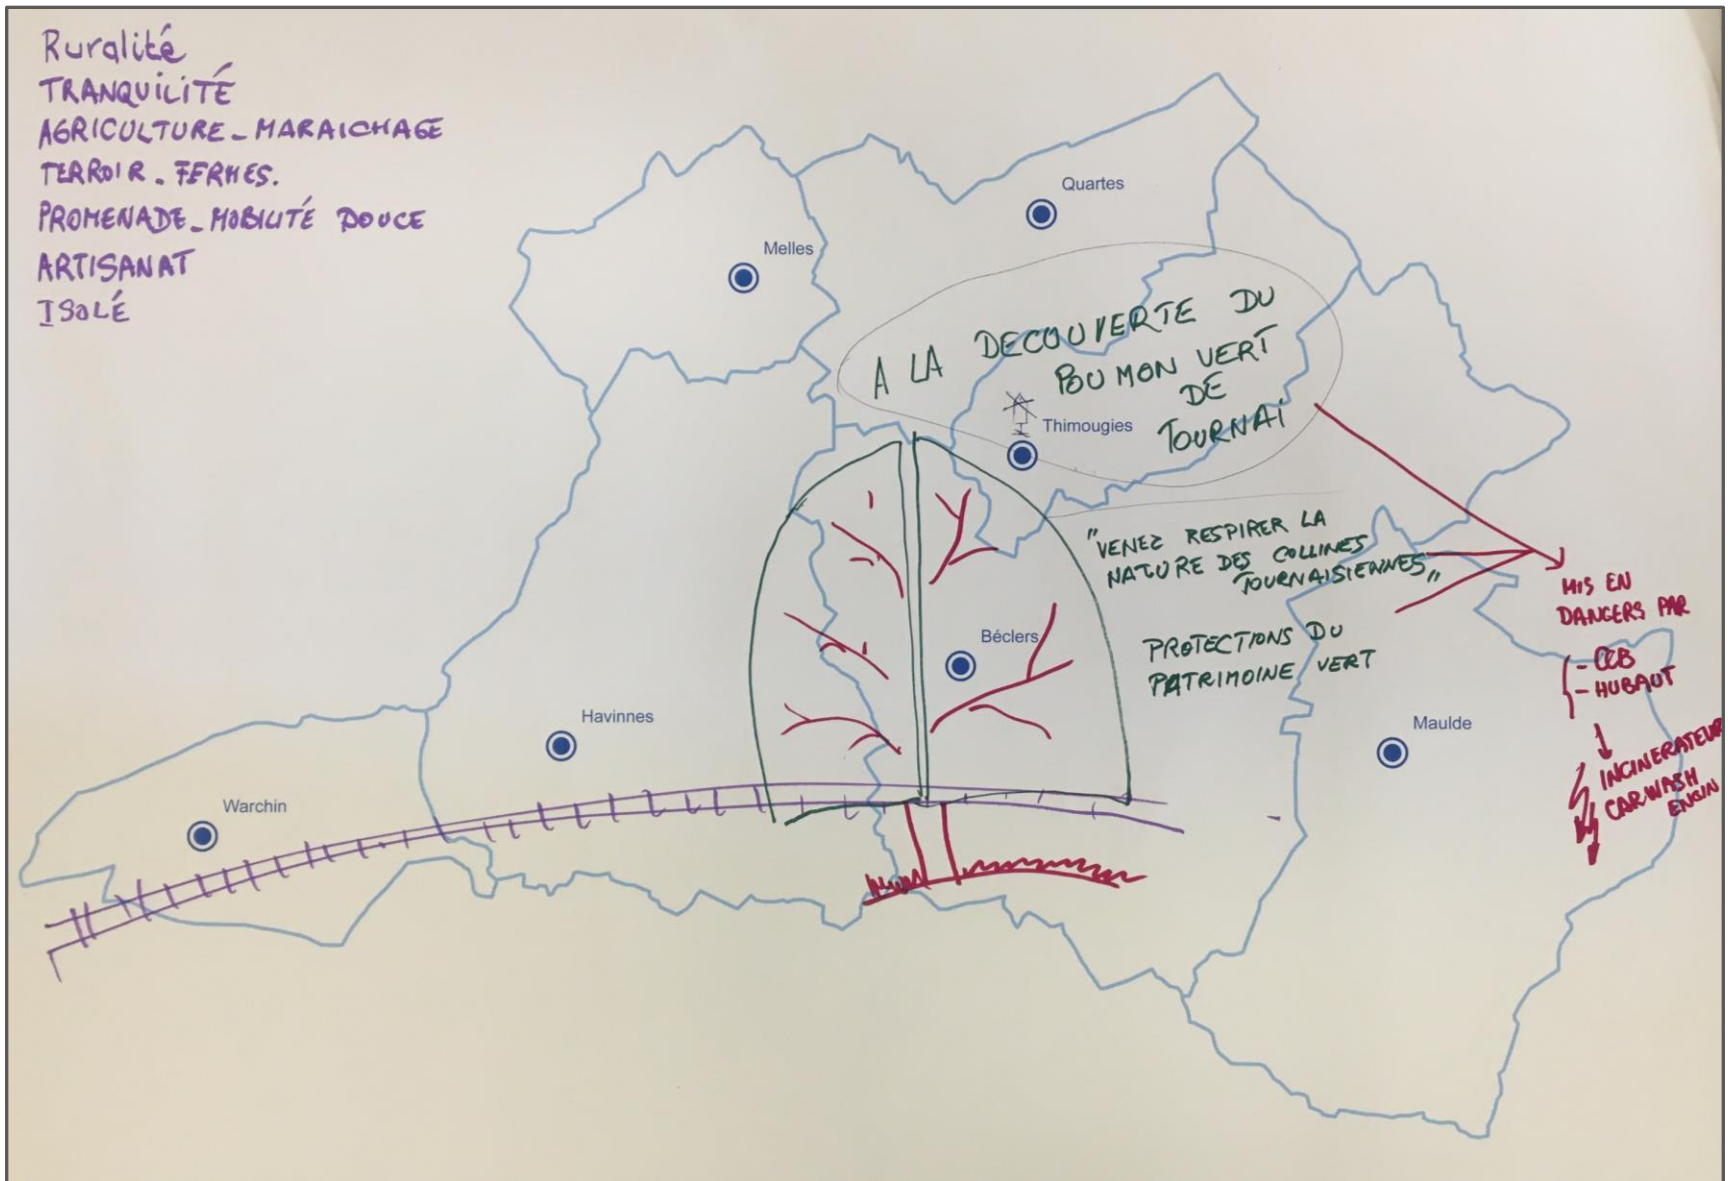 Ruralité
TRANQUILITÉ
AGRICULTURE - MARAICHAGE
TERROIR - FERMES.
PROMENADE - MOBILITÉ DOUCE
ARTISANAT
ISOLÉ
Quartes
Melles
A LA DECOUVERTE DU
POUMON VERT
DE
TOURNAI
Thimougies
"VENEZ RESPIRER LA
NATURE DES COLLINES
TOURNAISIENNES"
MIS EN
DANGERS PAR
- CCB
- HUBAUT
INCINERATEUR
CARWASH
ENGIN
Béclers
PROTECTIONS DU
PATRIMOINE VERT
Havinnes
Maulde
Warchin